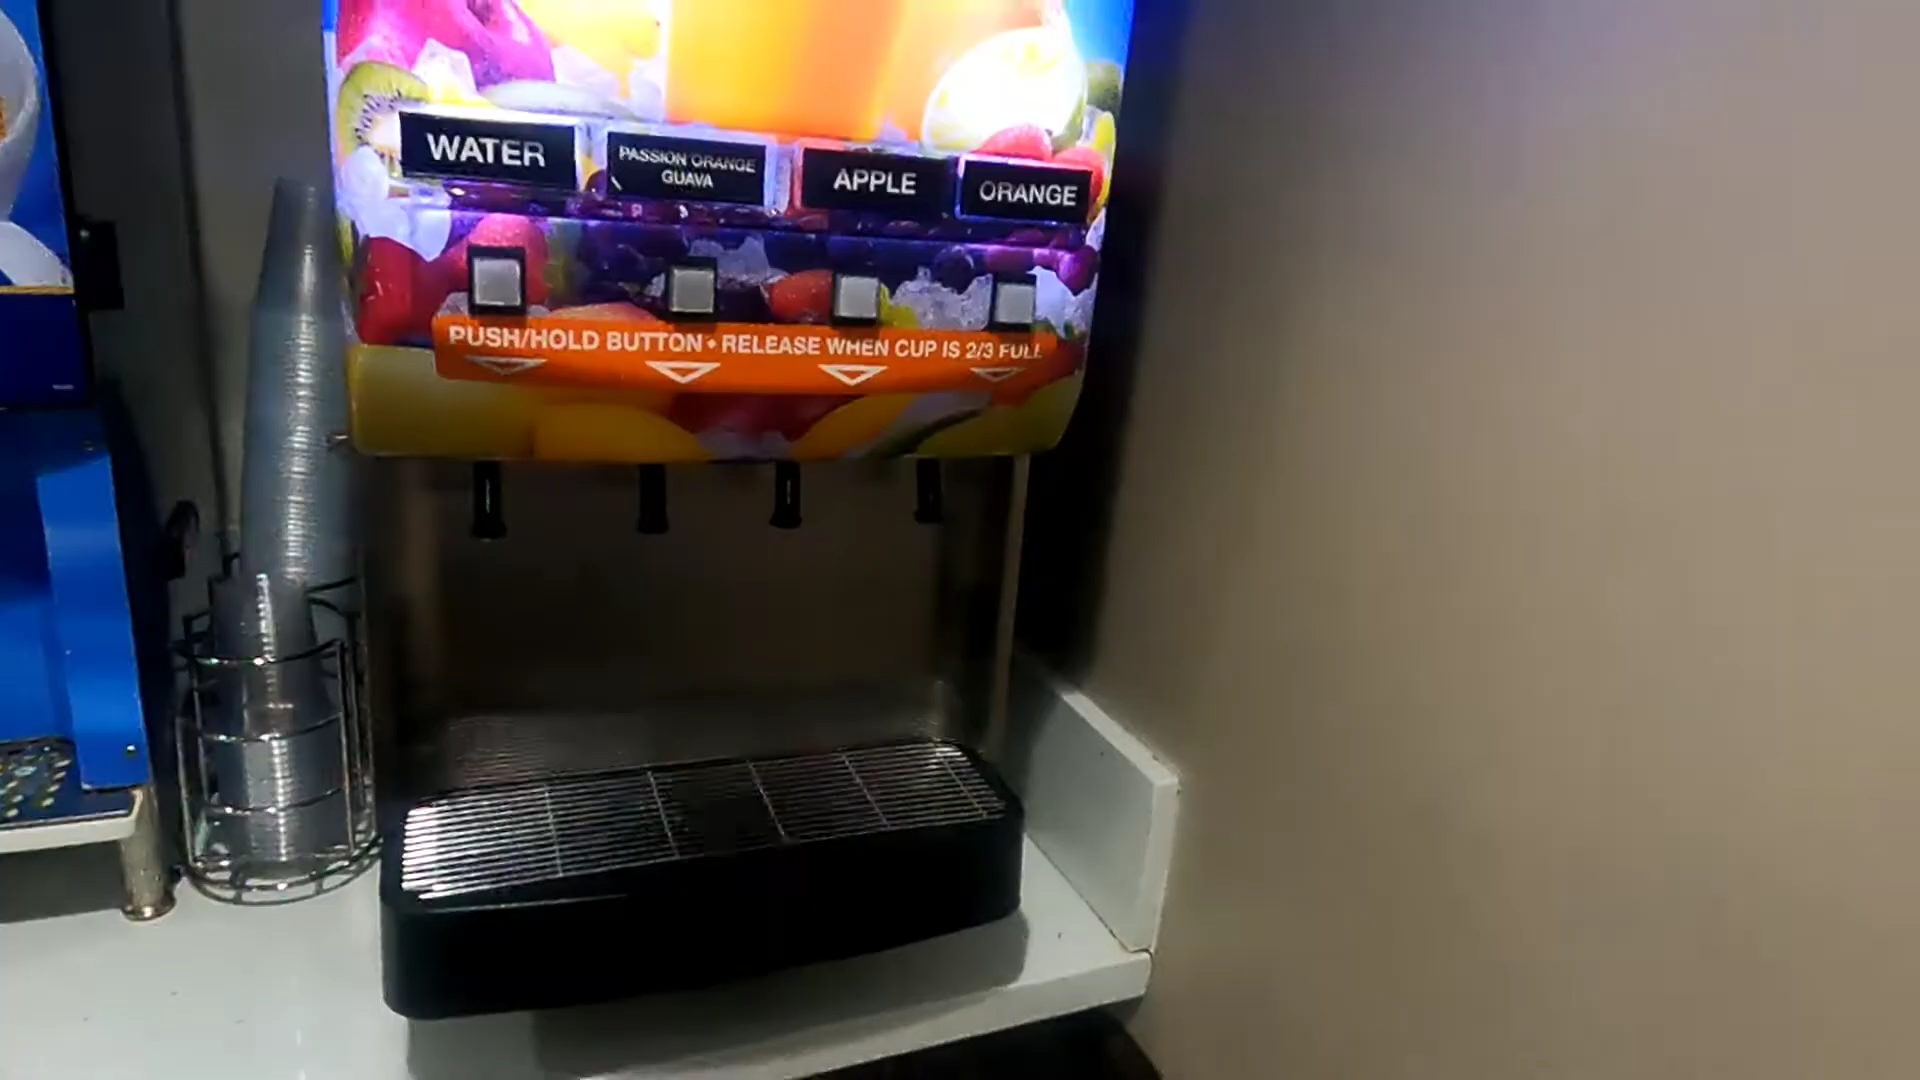 WATER
PASSION ORANGE
GUAVA
APPLE
ORANGE
PUSH/HOLD BUTTON • RELEASE WHEN CUP IS 2/3 FULL